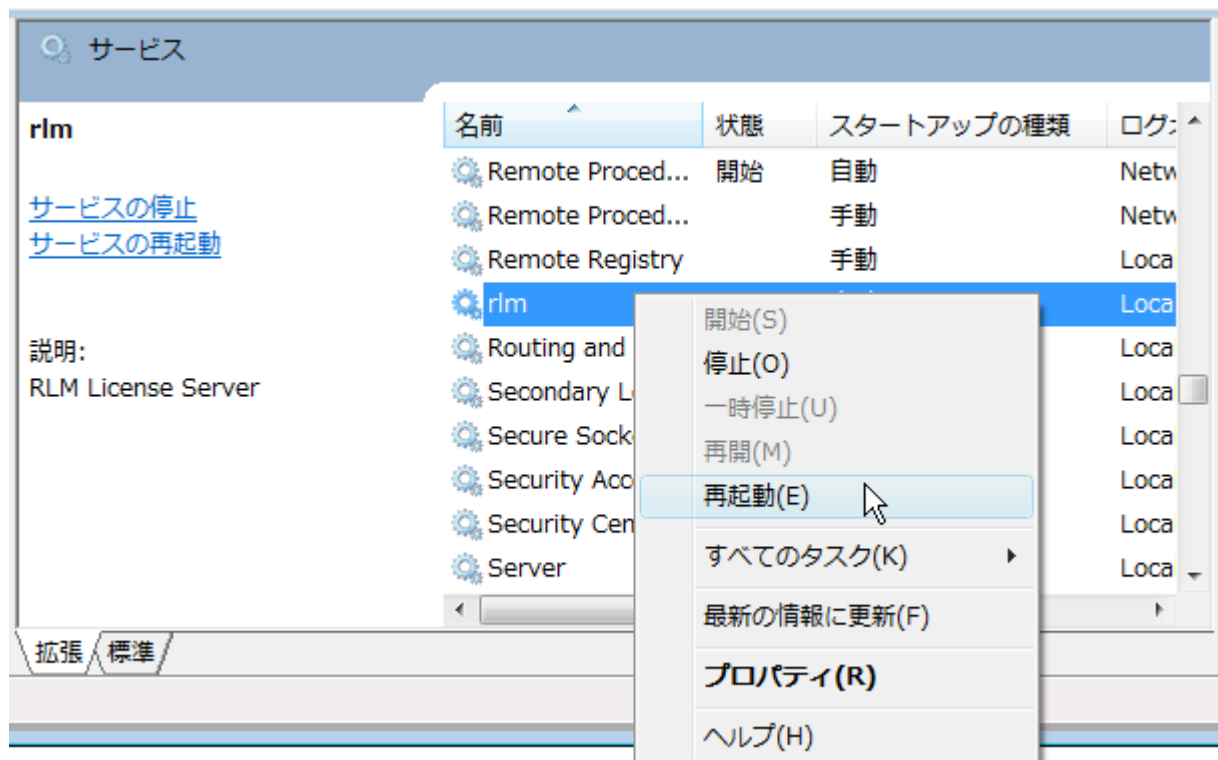 サービス
rlm
サービスの停止
サービスの再起動
説明:
RLM License Server
名前 状態 スタートアップの種類 ログ
Remote Proced... 開始 自動 Netw
Remote Proced... 手動 Netw
Remote Registry 手動 Loca
rlm Loca
Routing and Loca
Secondary L Loca
Secure Sock Loca
Security Acc Loca
Security Cen Loca
Server Loca
開始(S)
停止(O)
一時停止(U)
再開(M)
再起動(E)
すべてのタスク(K)
最新の情報に更新(F)
プロパティ(R)
ヘルプ(H)
拡張 標準